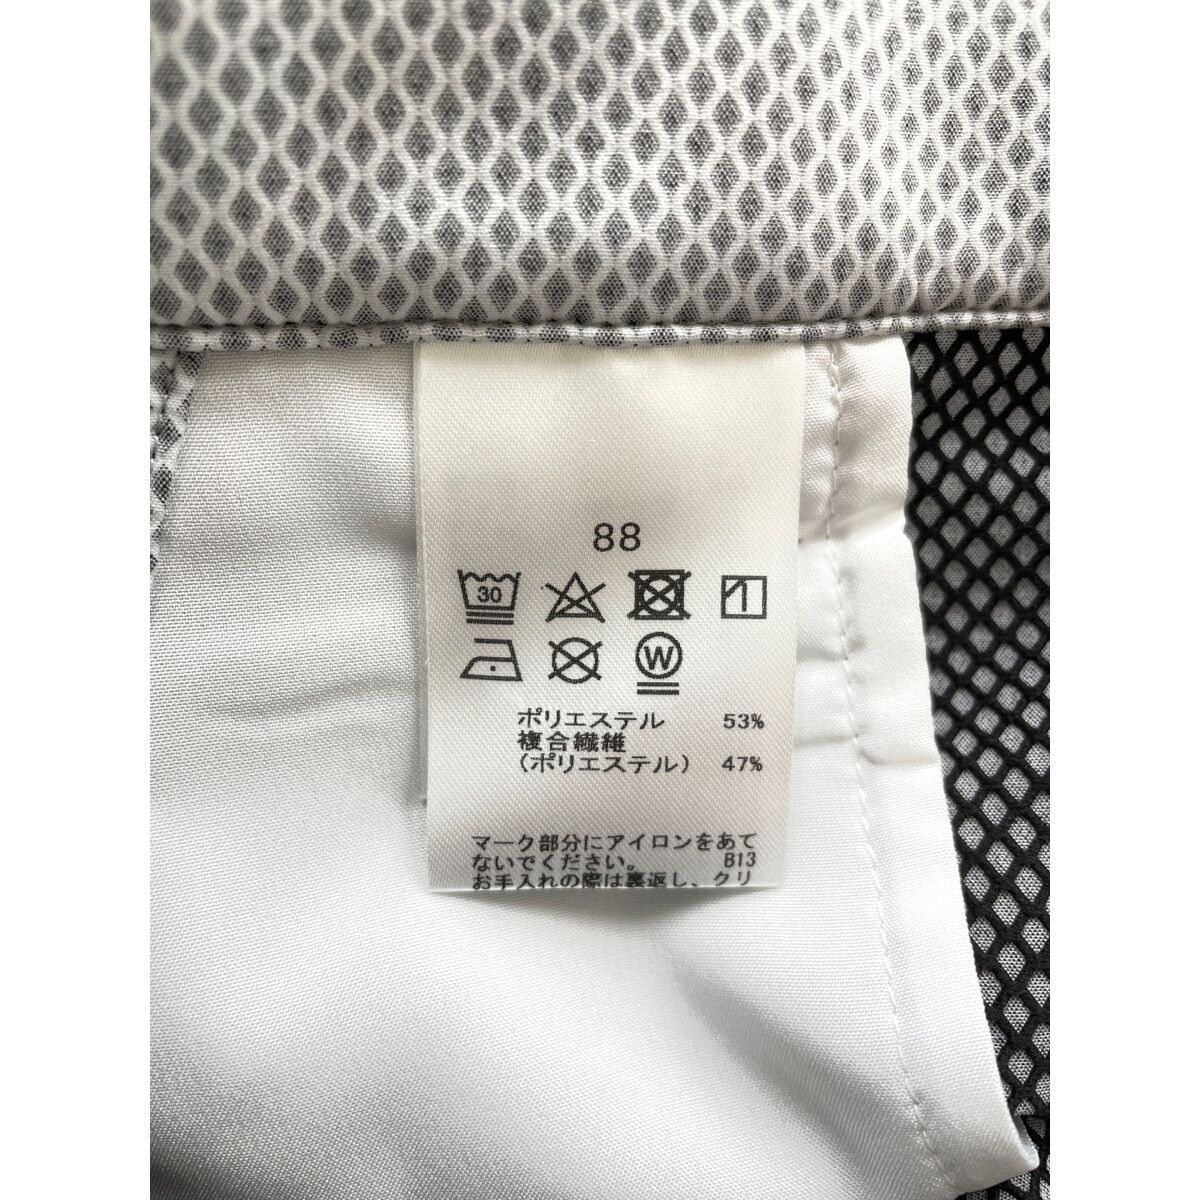 88
30
W
ポリエステル 53%
複合繊維
(ポリエステル) 47%
マーク部分にアイロンをあて
ないでください。 B13
お手入れの際は裏返し、クリ